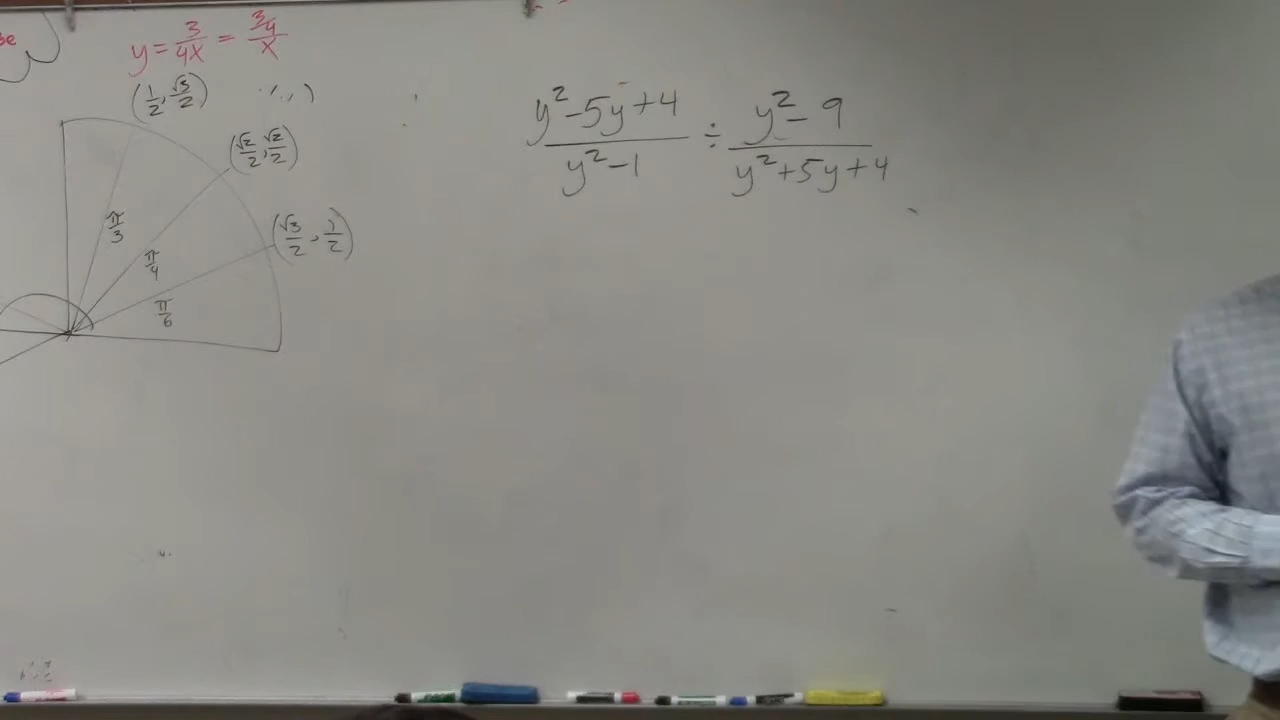 y = 3/4x = 3/4/x
(1/2, √3/2)
(√2/2, √2/2)
(√3/2, 1/2)
π/3
π/4
π/6
y²-5y+4/y²-1 ÷ y²-9/y²+5y+4